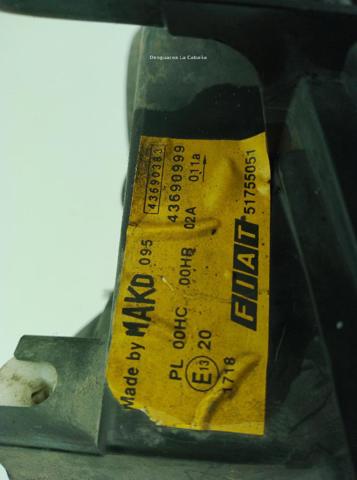 Desguaces La Cabaña
43690383
43690999
011a
Made by MAKO 095
PL 00HC 00HB 02A
E13 20
1718
FIAT 51755051